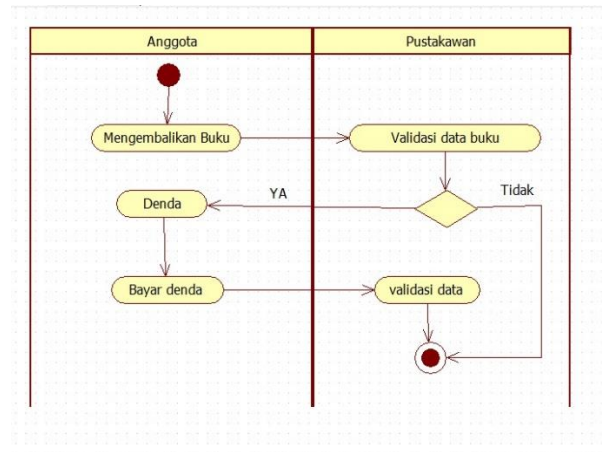 Anggota
Pustakawan
Mengembalikan Buku
Validasi data buku
YA
Tidak
Denda
Bayar denda
validasi data